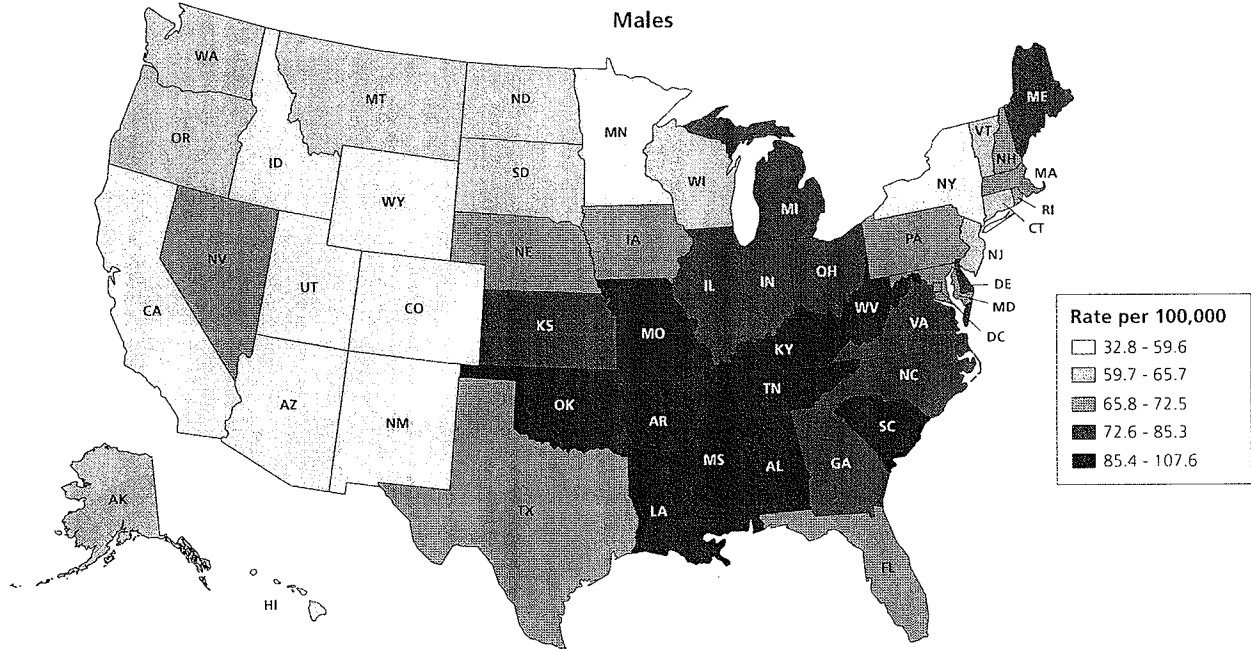 Males
WA
MT
ND
MN
ME
OR
ID
SD
WI
VT
NH
MA
WY
MI
NY
RI
CT
NV
NE
IA
PA
NJ
UT
CO
IL
IN
OH
DE
MD
CA
KS
MO
WV
VA
DC
KY
AZ
NM
OK
AR
TN
NC
SC
MS
AL
GA
AK
TX
LA
FL
HI
Rate per 100,000
32.8 - 59.6
59.7 - 65.7
65.8 - 72.5
72.6 - 85.3
85.4 - 107.6